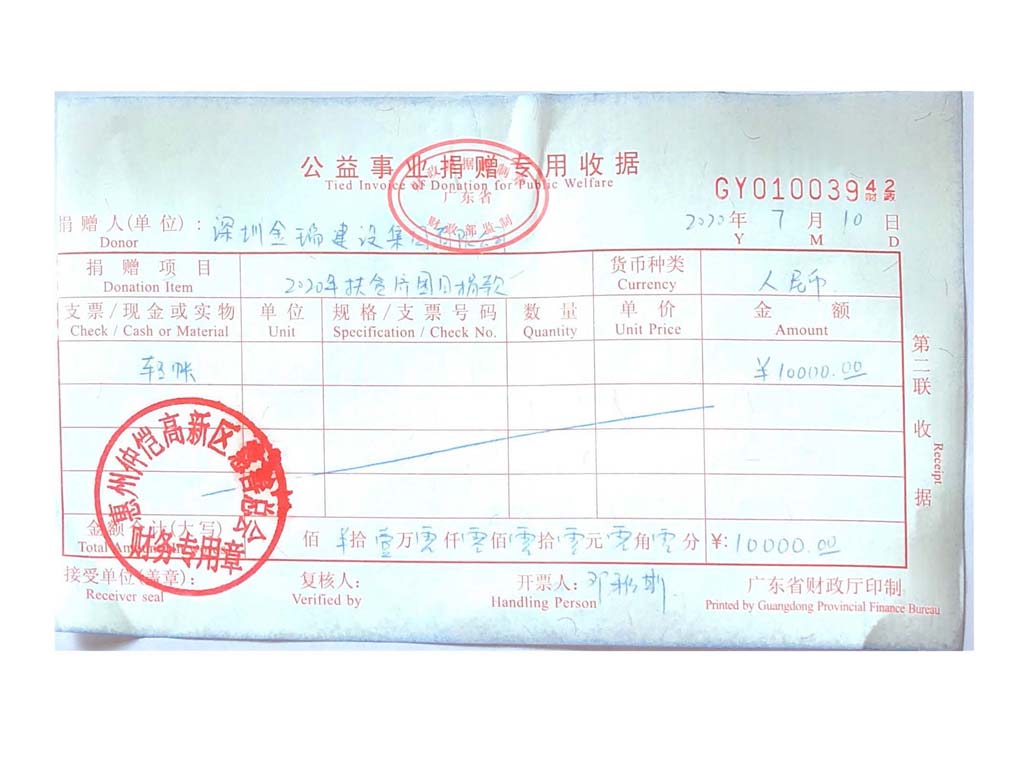 公益事业捐赠专用收据
Tied Invoice of Donation for Public Welfare
广东省
财政部监制
GY01003942
财政
捐赠人(单位): 深圳金瑞建设集团有限公司
Donor
2020年 7月 10日
Y M D
捐赠项目 2020年扶贫济困日捐款 货币种类 人民币
Donation Item Currency
支票/现金或实物 单位 规格/支票号码 数量 单价 金额
Check / Cash or Material Unit Specification / Check No. Quantity Unit Price Amount
转帐 ¥10000.00
第二联 收据
Receipt
惠州仲恺高新区
总公
财务专用章
金额合计(大写) 佰 ¥拾 壹万 零仟 零佰 零拾 零元 零角 零分 ¥: 10000.00
Total Am
接受单位(盖章): 复核人: 开票人: 广东省财政厅印制
Receiver seal Verified by Handling Person Printed by Guangdong Provincial Finance Bureau